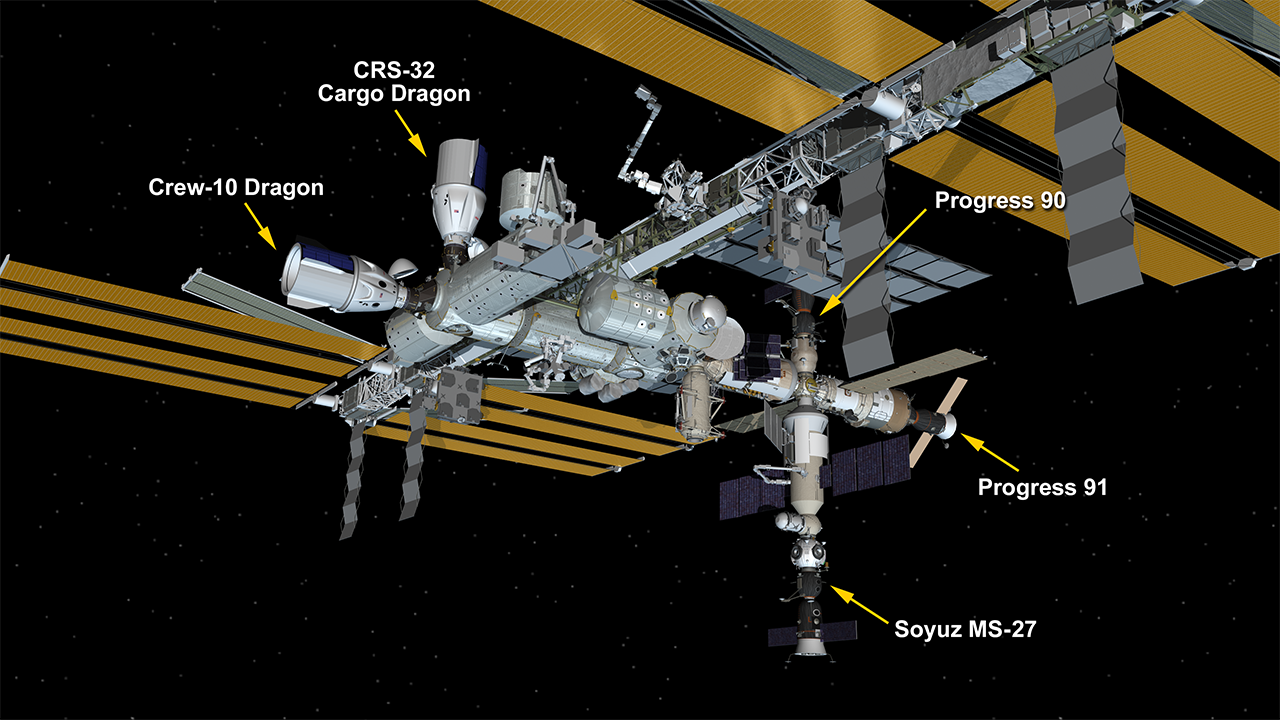 CRS-32
Cargo Dragon
Crew-10 Dragon
Progress 90
Progress 91
Soyuz MS-27